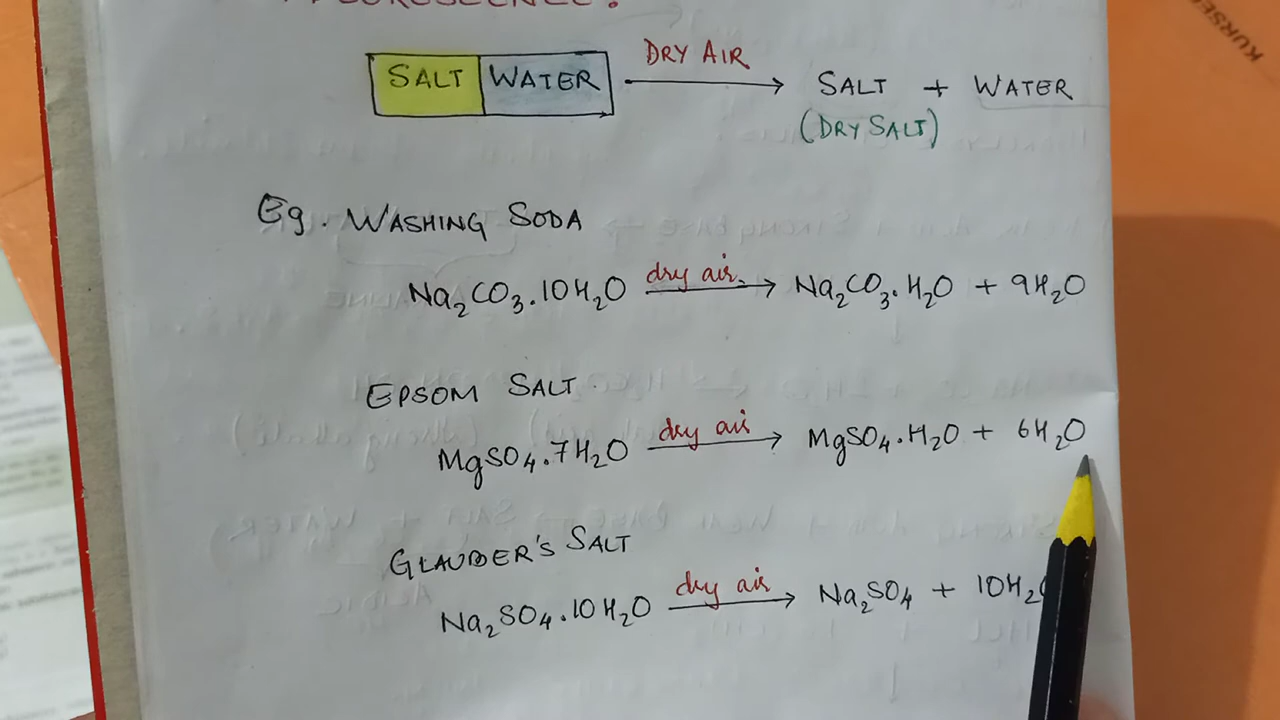 SALT WATER DRY AIR → SALT + WATER
(DRY SALT)
Eg. WASHING SODA
Na₂CO₃.10H₂O dry air → Na₂CO₃.H₂O + 9H₂O
EPSOM SALT.
MgSO₄.7H₂O dry air → MgSO₄.H₂O + 6H₂O
GLAUBER'S SALT
Na₂SO₄.10H₂O dry air → Na₂SO₄ + 10H₂O